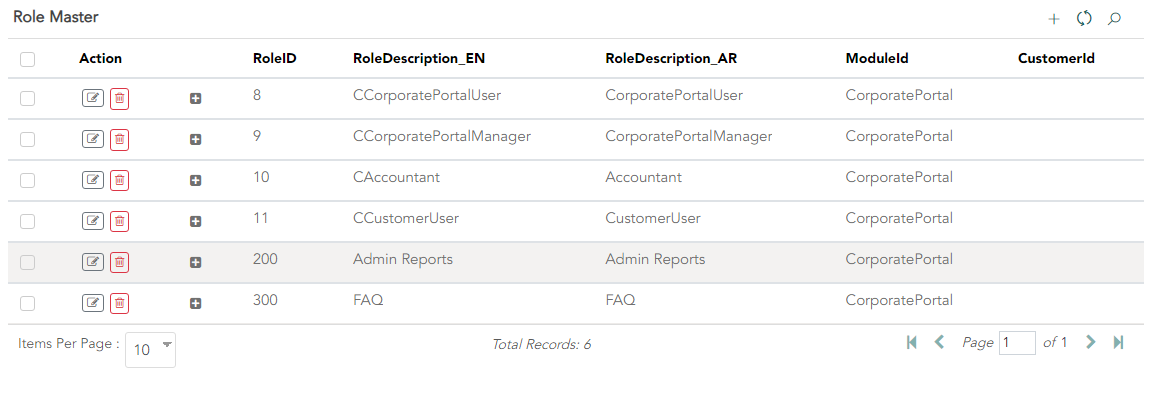 Role Master
Action RoleID RoleDescription_EN RoleDescription_AR ModuleId CustomerId
8 CCorporatePortalUser CorporatePortalUser CorporatePortal
9 CCorporatePortalManager CorporatePortalManager CorporatePortal
10 CAccountant Accountant CorporatePortal
11 CCustomerUser CustomerUser CorporatePortal
200 Admin Reports Admin Reports CorporatePortal
300 FAQ FAQ CorporatePortal
Items Per Page : 10 Total Records: 6 Page 1 of 1